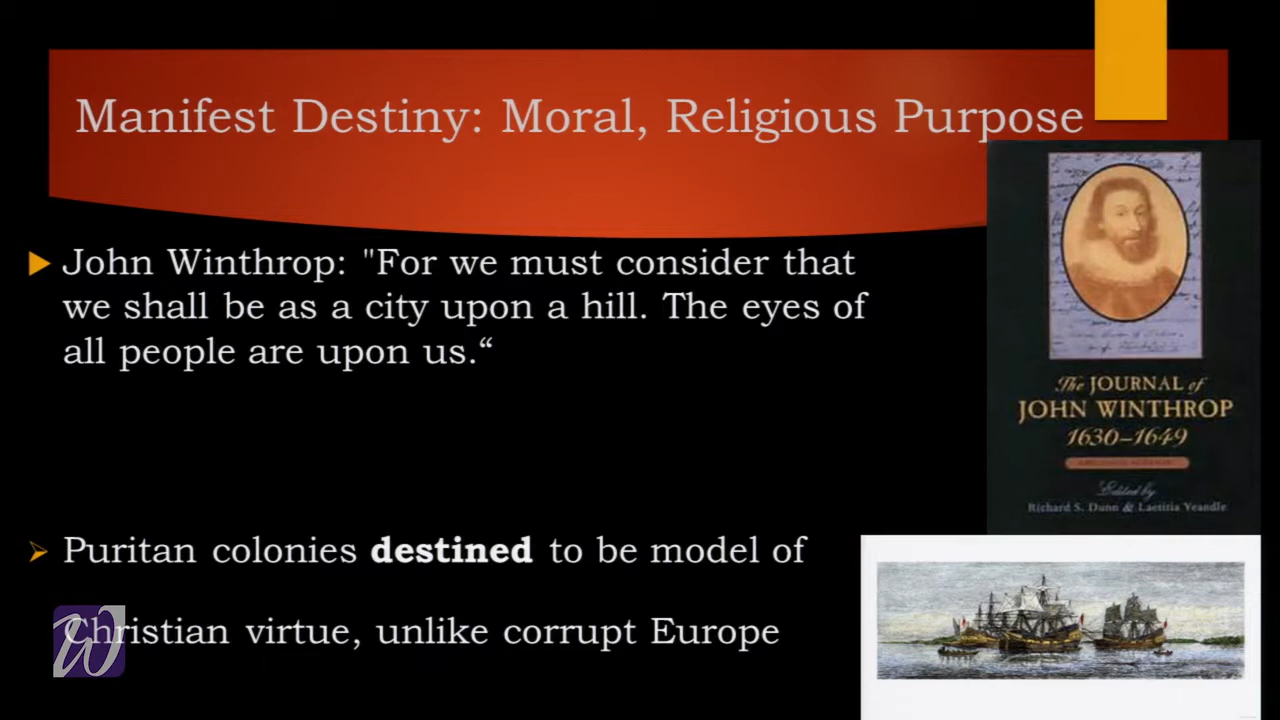 Manifest Destiny: Moral, Religious Purpose
John Winthrop: "For we must consider that
we shall be as a city upon a hill. The eyes of
all people are upon us.“
Puritan colonies destined to be model of
Christian virtue, unlike corrupt Europe
W
The JOURNAL of
JOHN WINTHROP
1630–1649
Edited by
Richard S. Dunn & Laetitia Yeandle